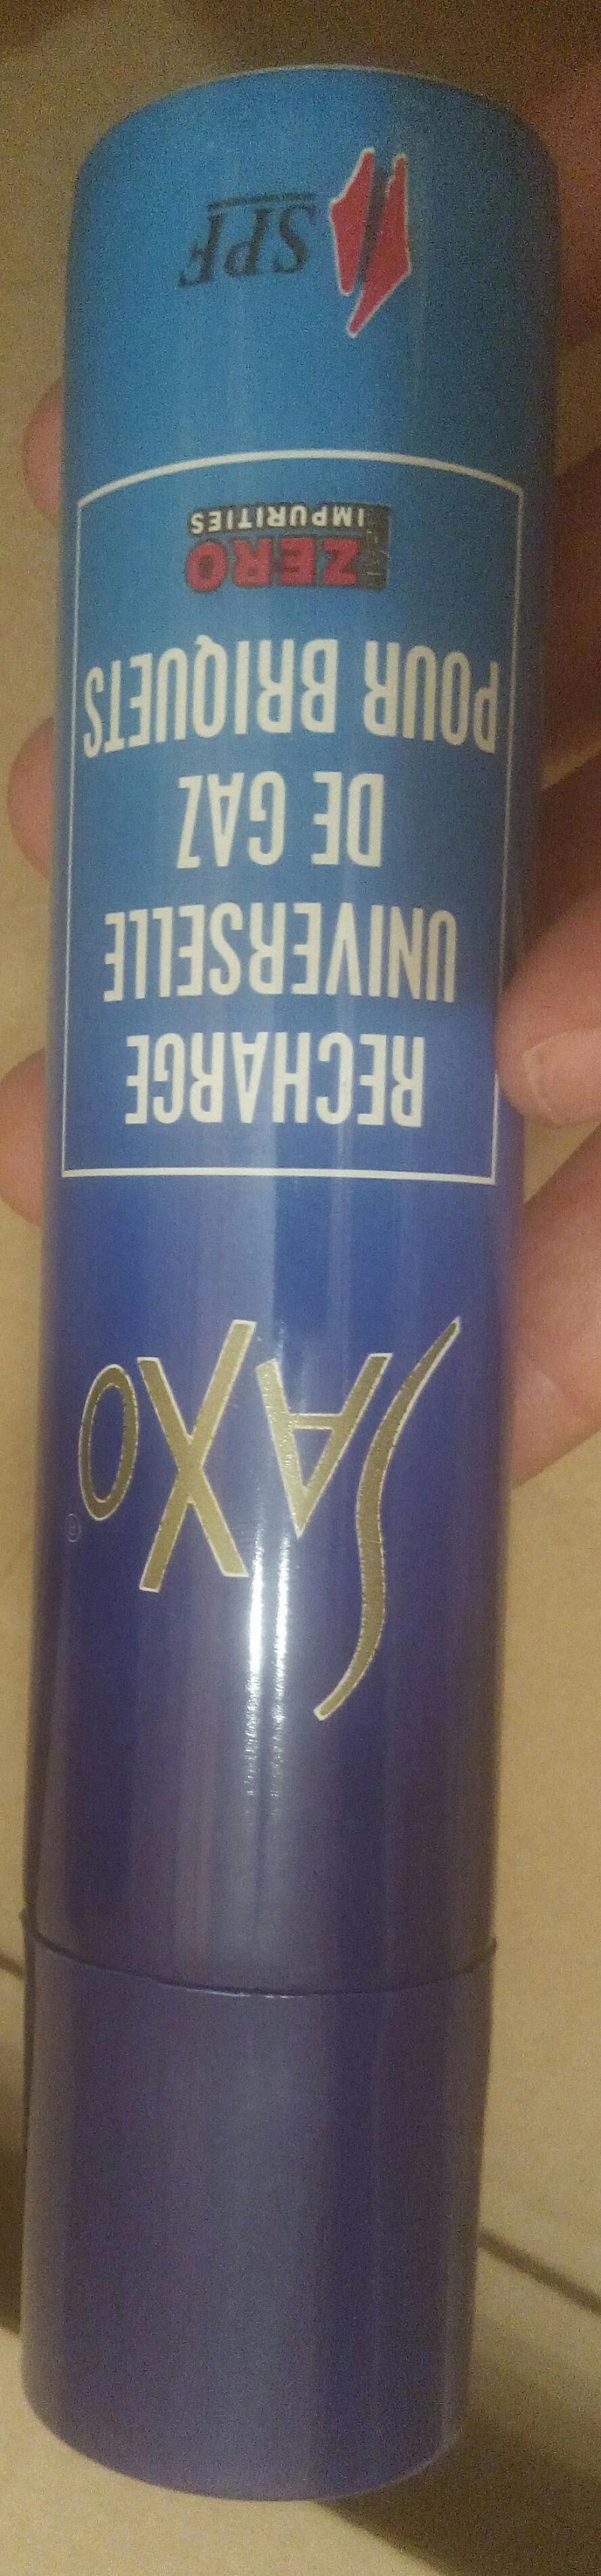 SAXO®
RECHARGE
UNIVERSELLE
DE GAZ
POUR BRIQUETS
ZERO
IMPURITIES
SPF